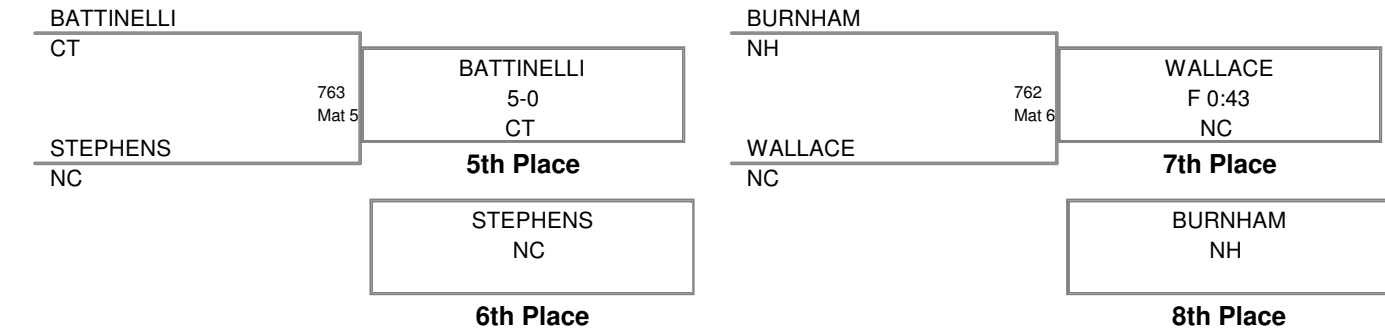 BATTINELLI
CT
763
Mat 5
STEPHENS
NC
BATTINELLI
5-0
CT
5th Place
STEPHENS
NC
6th Place
BURNHAM
NH
762
Mat 6
WALLACE
NC
WALLACE
F 0:43
NC
7th Place
BURNHAM
NH
8th Place